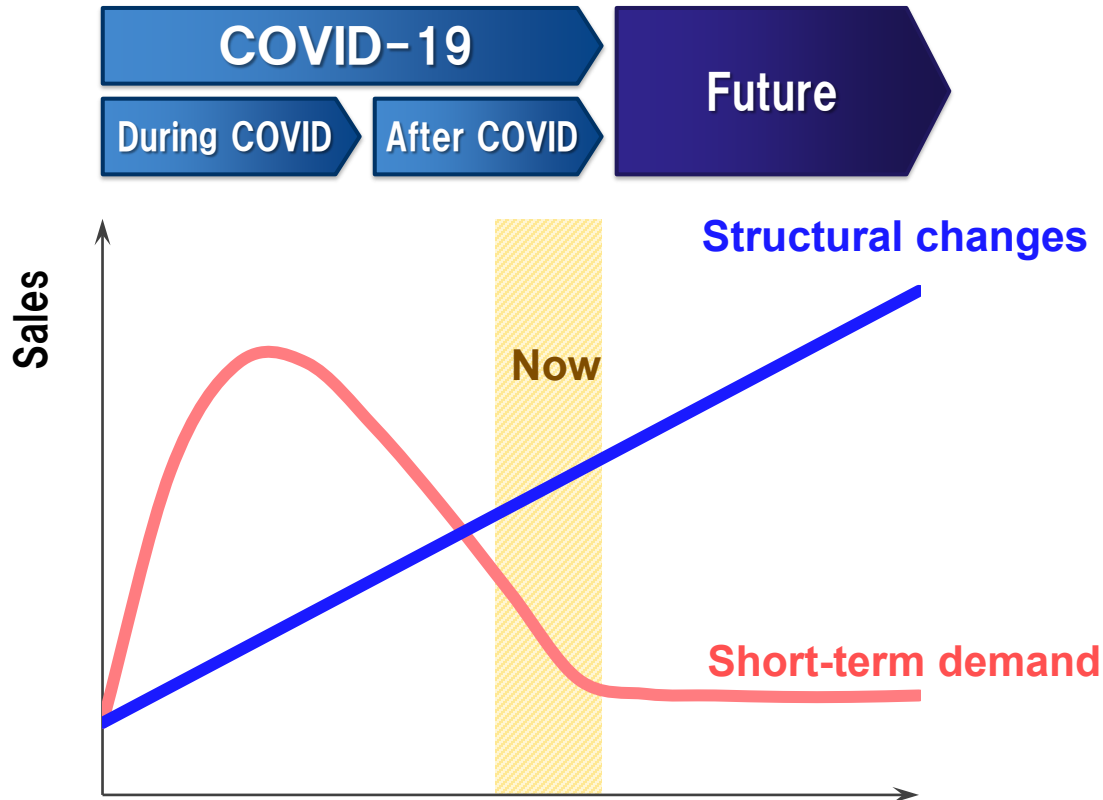 COVID-19
During COVID
After COVID
Future
Structural changes
Sales
Now
Short-term demand